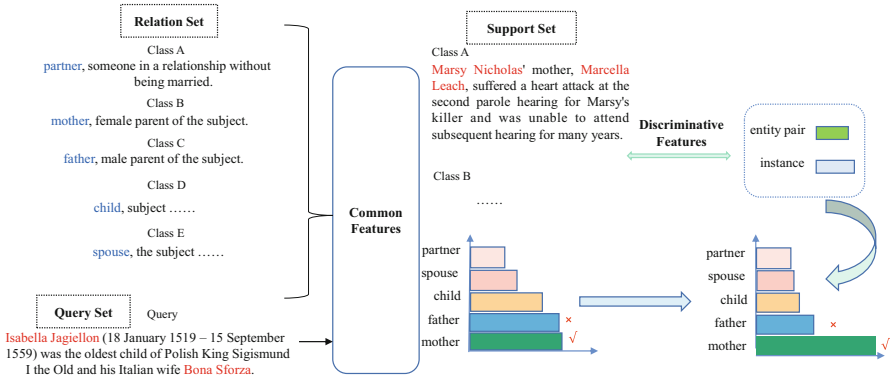 Relation Set
Class A
partner, someone in a relationship without
being married.
Class B
mother, female parent of the subject.
Class C
father, male parent of the subject.
Class D
child, subject ……
Class E
spouse, the subject ……
Query Set
Query
Isabella Jagiellon (18 January 1519 – 15 September
1559) was the oldest child of Polish King Sigismund
I the Old and his Italian wife Bona Sforza.
Common
Features
Support Set
Class A
Marsy Nicholas' mother, Marcella
Leach, suffered a heart attack at the
second parole hearing for Marsy's
killer and was unable to attend
subsequent hearing for many years.
Class B
……
Discriminative
Features
entity pair
instance
partner
spouse
child
father
×
mother
√
partner
spouse
child
father
×
mother
√